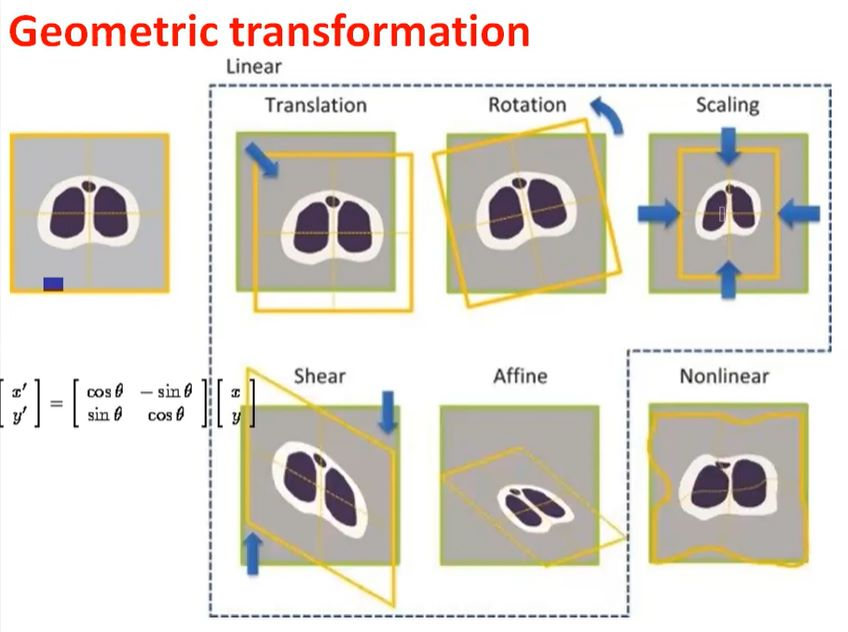 Geometric transformation
Linear
Translation
Rotation
Scaling
[ x′ y′ ] = [ cos θ − sin θ sin θ cos θ ] [ x y ]
Shear
Affine
Nonlinear